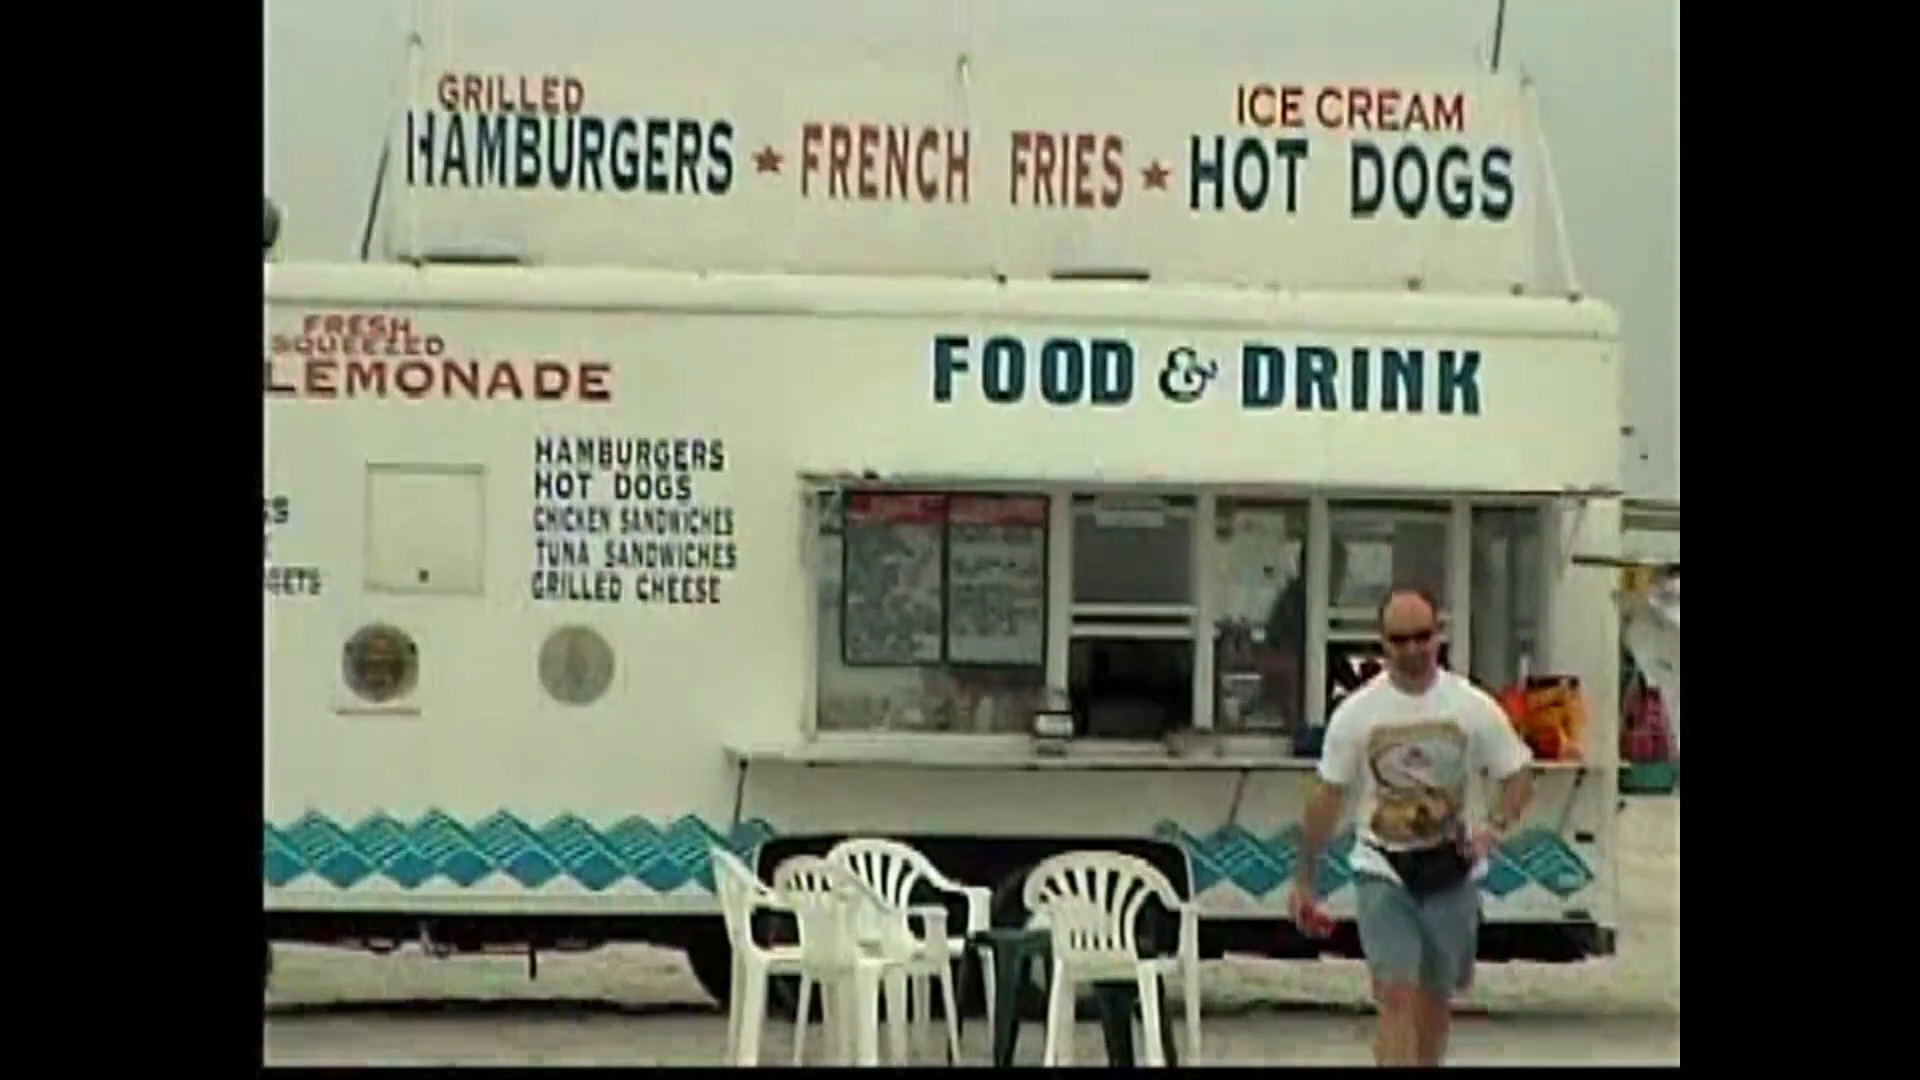 GRILLED
HAMBURGERS ★ FRENCH FRIES ★ HOT DOGS
ICE CREAM
FRESH
SQUEEZED
LEMONADE
FOOD & DRINK
HAMBURGERS
HOT DOGS
CHICKEN SANDWICHES
TUNA SANDWICHES
GRILLED CHEESE